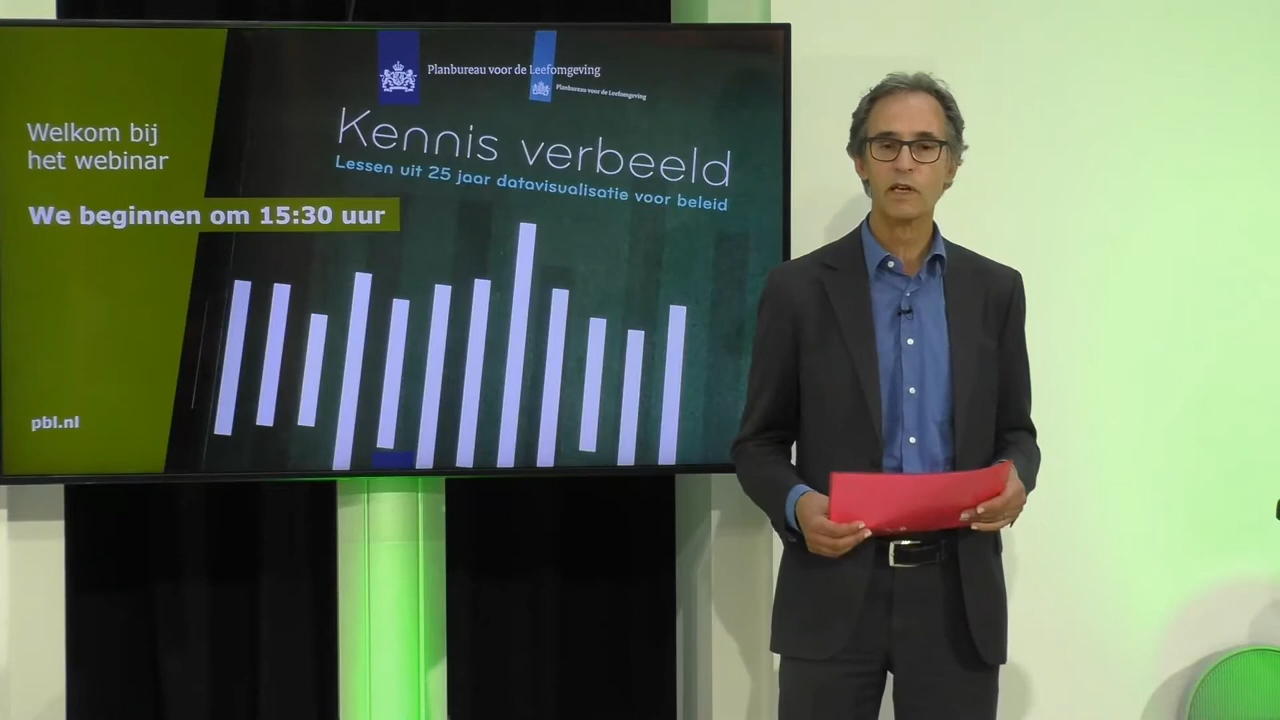 Welkom bij
het webinar
We beginnen om 15:30 uur
pbl.nl
Planbureau voor de Leefomgeving
Planbureau voor de Leefomgeving
Kennis verbeeld
Lessen uit 25 jaar datavisualisatie voor beleid